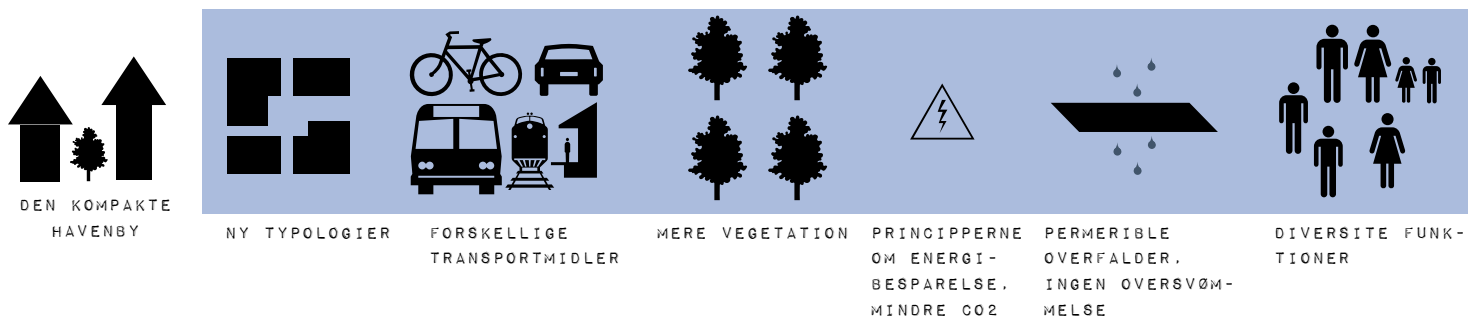 DEN KOMPAKTE
HAVENBY
NY TYPOLOGIER
FORSKELLIGE
TRANSPORTMIDLER
MERE VEGETATION
PRINCIPPERNE
OM ENERGI-
BESPARELSE,
MINDRE CO2
PERMERIBLE
OVERFALDER,
INGEN OVERSVØM-
MELSE
DIVERSITE FUNK-
TIONER